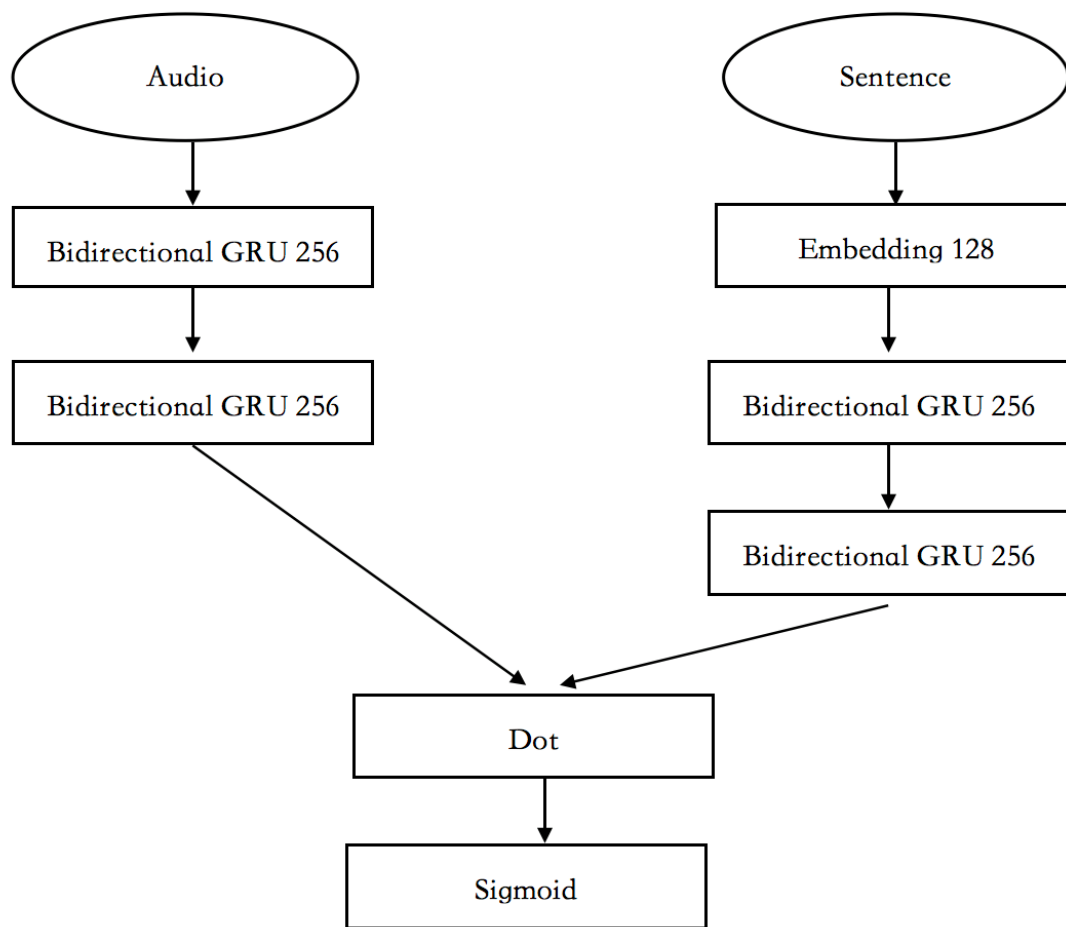 Audio
Sentence
Bidirectional GRU 256
Embedding 128
Bidirectional GRU 256
Bidirectional GRU 256
Bidirectional GRU 256
Dot
Sigmoid